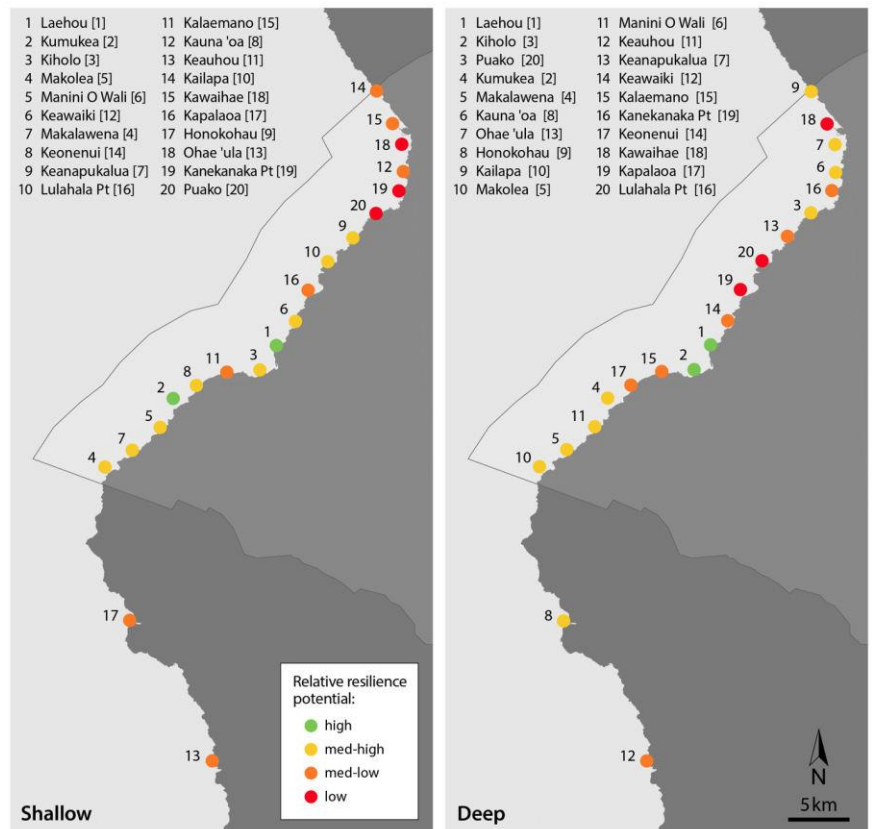 1 Laehou [1]
2 Kumukea [2]
3 Kiholo [3]
4 Makolea [5]
5 Manini O Wali [6]
6 Keawaiki [12]
7 Makalawena [4]
8 Keonenui [14]
9 Keanapukalua [7]
10 Lulahala Pt [16]
11 Kalaemano [15]
12 Kauna 'oa [8]
13 Keauhou [11]
14 Kailapa [10]
15 Kawaihae [18]
16 Kapalaoa [17]
17 Honokohau [9]
18 Ohae 'ula [13]
19 Kanekanaka Pt [19]
20 Puako [20]
14
15
18
12
19
20
9
10
16
6
1
3
11
8
2
5
7
4
17
13
Relative resilience
potential:
high
med-high
med-low
low
Shallow
1 Laehou [1]
2 Kiholo [3]
3 Puako [20]
4 Kumukea [2]
5 Makalawena [4]
6 Kauna 'oa [8]
7 Ohae 'ula [13]
8 Honokohau [9]
9 Kailapa [10]
10 Makolea [5]
11 Manini O Wali [6]
12 Keauhou [11]
13 Keanapukalua [7]
14 Keawaiki [12]
15 Kalaemano [15]
16 Kanekanaka Pt [19]
17 Keonenui [14]
18 Kawaihae [18]
19 Kapalaoa [17]
20 Lulahala Pt [16]
9
18
7
6
16
3
13
20
19
14
1
2
15
17
4
11
5
10
8
12
N
5 km
Deep